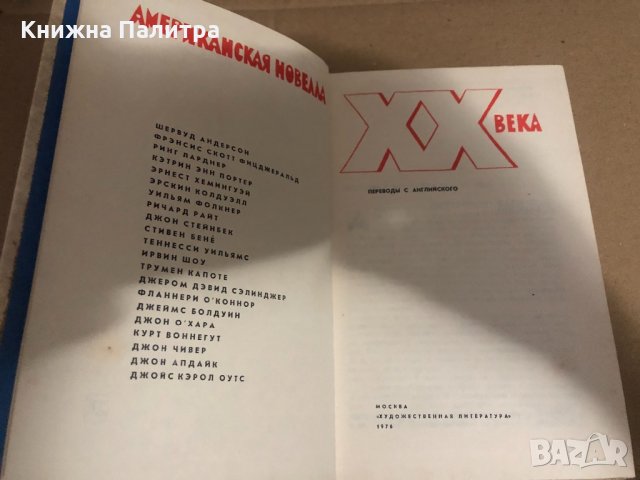 Книжна Палитра
АМЕРИКАНСКАЯ НОВЕЛЛА
ШЕРВУД АНДЕРСОН
ФРЭНСИС СКОТТ ФИЦДЖЕРАЛЬД
РИНГ ЛАРДНЕР
КЭТРИН ЭНН ПОРТЕР
ЭРНЕСТ ХЕМИНГУЭЙ
ЭРСКИН КОЛДУЭЛЛ
УИЛЬЯМ ФОЛКНЕР
РИЧАРД РАЙТ
ДЖОН СТЕЙНБЕК
СТИВЕН БЕНЕ
ТЕННЕССИ УИЛЬЯМС
ИРВИН ШОУ
ТРУМЕН КАПОТЕ
ДЖЕРОМ ДЭВИД СЭЛИНДЖЕР
ФЛАННЕРИ О'КОННОР
ДЖЕЙМС БОЛДУИН
ДЖОН О'ХАРА
КУРТ ВОННЕГУТ
ДЖОН ЧИВЕР
ДЖОН АПДАЙК
ДЖОЙС КЭРОЛ ОУТС
XX ВЕКА
ПЕРЕВОДЫ С АНГЛИЙСКОГО
МОСКВА
«ХУДОЖЕСТВЕННАЯ ЛИТЕРАТУРА»
1976
BAZAR